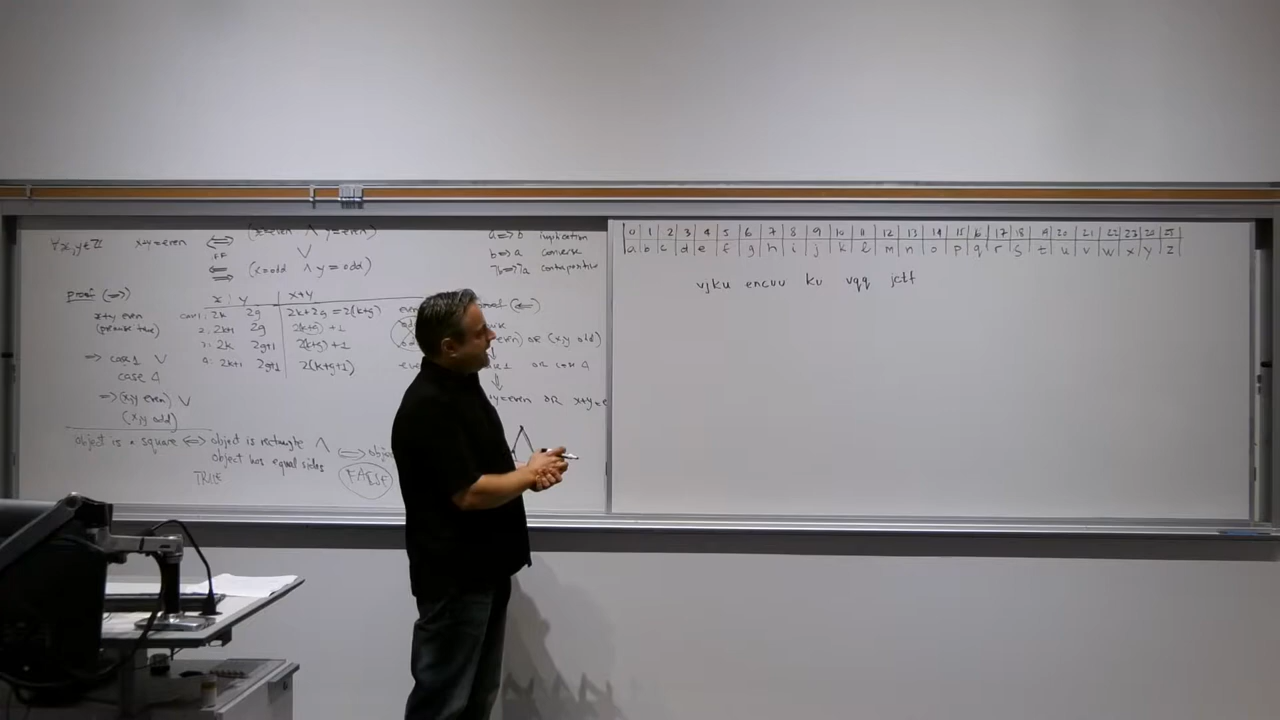 ∀x,y∈ℤ x+y=even ⇔ (x=even ∧ y=even)
iff ∨
⇐ (x=odd ∧ y=odd)
⇒
proof (⇒)
x+y even
(premise true)
⇒ case 1 ∨
case 4
⇒ (x,y even) ∨
(x,y odd)
x y x+y
case 1: 2k 2g 2k+2g = 2(k+g)
2: 2k+1 2g 2(k+g)+1
3: 2k 2g+1 2(k+g)+1
4: 2k+1 2g+1 2(k+g+1)
object is a square ⇔ object is rectangle ∧
object has equal sides
TRUE
⇔ objec
FALSE
a⇒b implication
b⇒a converse
¬b⇒¬a contrapositive
(⇐)
even) OR (x,y odd)
OR case 4
+y=even OR x+y=e
0 1 2 3 4 5 6 7 8 9 10 11 12 13 14 15 16 17 18 19 20 21 22 23 24 25
a b c d e f g h i j k l m n o p q r s t u v w x y z
vjku encuu ku vqq jctf